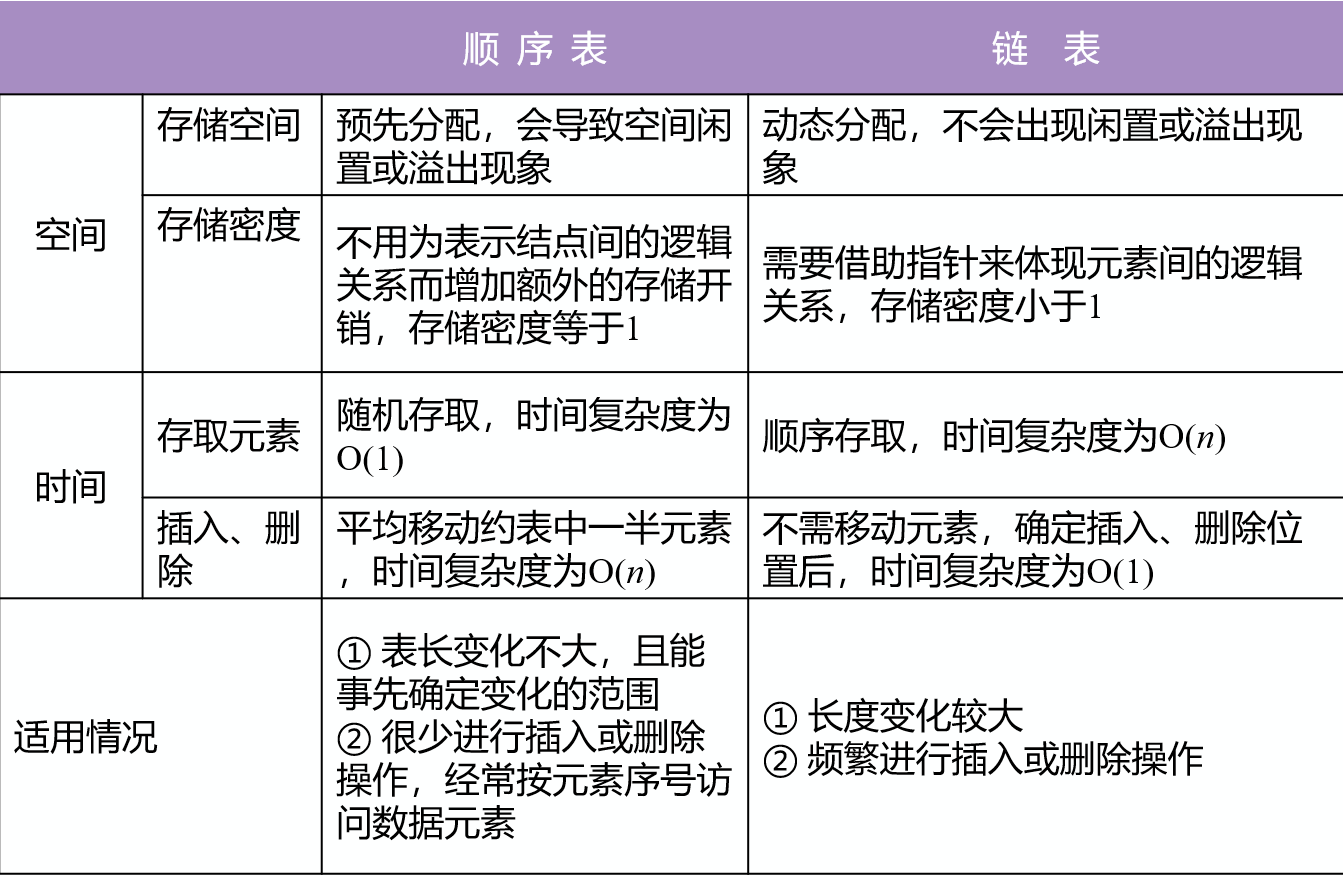 顺 序 表
链 表
空间
存储空间
预先分配，会导致空间闲
置或溢出现象
动态分配，不会出现闲置或溢出现
象
存储密度
不用为表示结点间的逻辑
关系而增加额外的存储开
销，存储密度等于1
需要借助指针来体现元素间的逻辑
关系，存储密度小于1
时间
存取元素
随机存取，时间复杂度为
O(1)
顺序存取，时间复杂度为O(n)
插入、删
除
平均移动约表中一半元素
，时间复杂度为O(n)
不需移动元素，确定插入、删除位
置后，时间复杂度为O(1)
适用情况
① 表长变化不大，且能
事先确定变化的范围
② 很少进行插入或删除
操作，经常按元素序号访
问数据元素
① 长度变化较大
② 频繁进行插入或删除操作